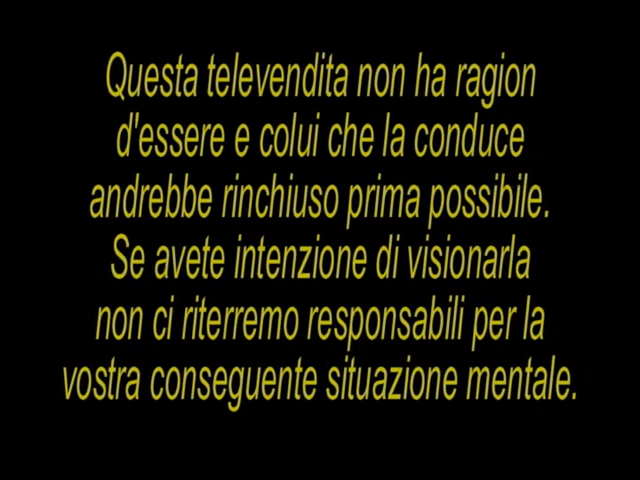 Questa televendita non ha ragion
d'essere e colui che la conduce
andrebbe rinchiuso prima possibile.
Se avete intenzione di visionarla
non ci riterremo responsabili per la
vostra conseguente situazione mentale.